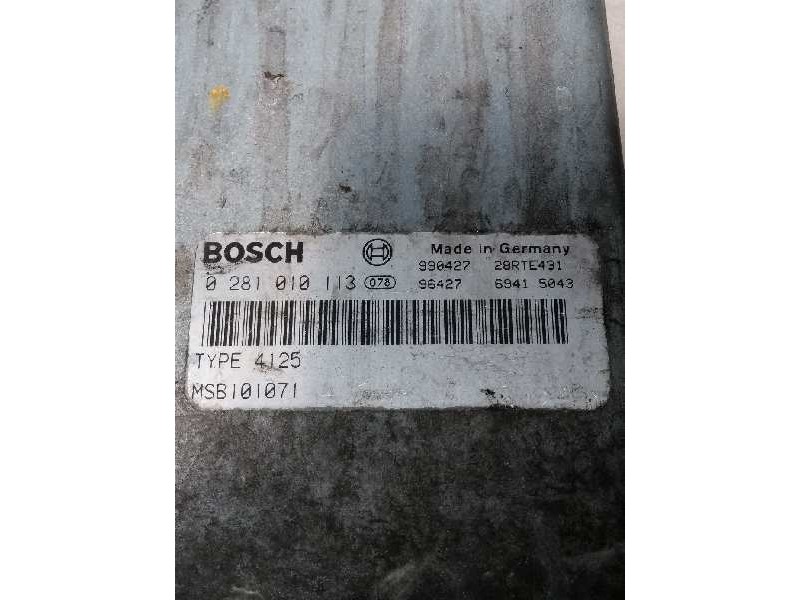 BOSCH Made in Germany
990427 28RTE431
0 281 010 113 078 96427 6941 5043
TYPE 4125
MSB101071